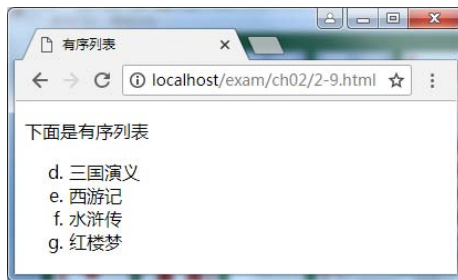 有序列表
localhost/exam/ch02/2-9.html
下面是有序列表
d. 三国演义
e. 西游记
f. 水浒传
g. 红楼梦